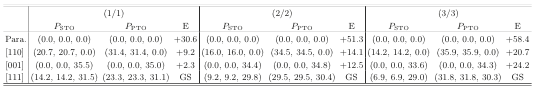 (1/1) (2/2) (3/3)
P_STO P_PTO E P_STO P_PTO E P_STO P_PTO E
Para. (0.0, 0.0, 0.0) (0.0, 0.0, 0.0) +30.6 (0.0, 0.0, 0.0) (0.0, 0.0, 0.0) +51.3 (0.0, 0.0, 0.0) (0.0, 0.0, 0.0) +58.4
[110] (20.7, 20.7, 0.0) (31.4, 31.4, 0.0) +9.2 (16.0, 16.0, 0.0) (34.5, 34.5, 0.0) +14.1 (14.2, 14.2, 0.0) (35.9, 35.9, 0.0) +20.7
[001] (0.0, 0.0, 35.5) (0.0, 0.0, 35.0) +2.3 (0.0, 0.0, 34.4) (0.0, 0.0, 34.8) +12.5 (0.0, 0.0, 33.6) (0.0, 0.0, 34.3) +24.2
[111] (14.2, 14.2, 31.5) (23.3, 23.3, 31.1) GS (9.2, 9.2, 29.8) (29.5, 29.5, 30.4) GS (6.9, 6.9, 29.0) (31.8, 31.8, 30.3) GS